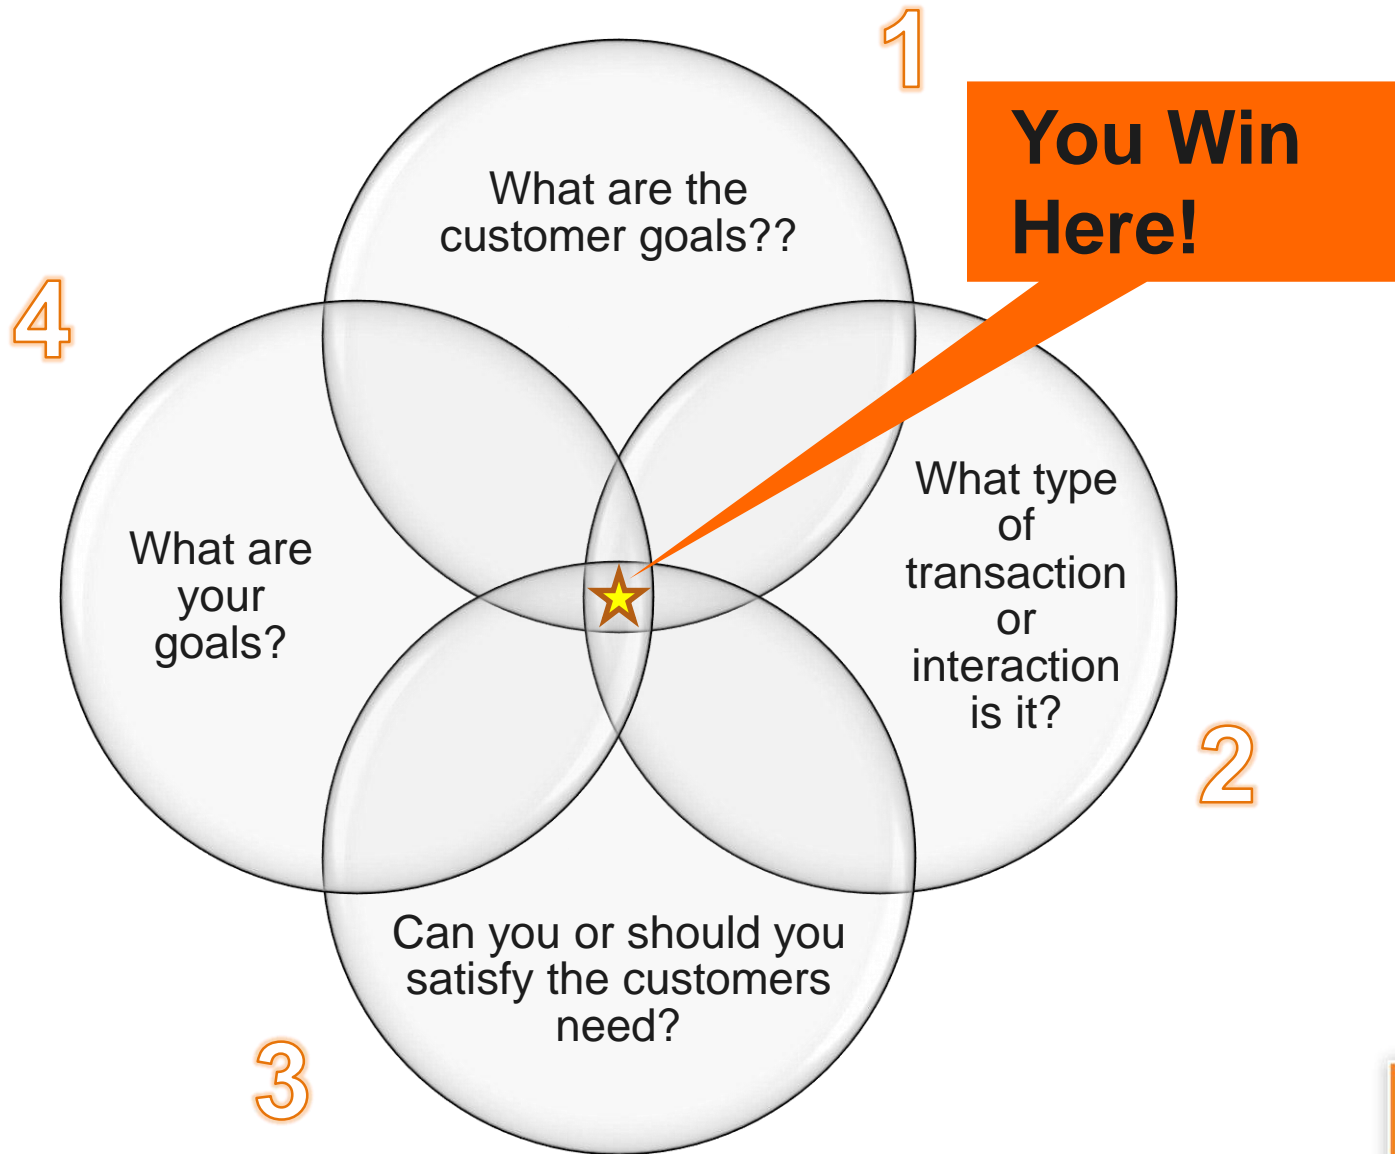 1
You Win
Here!
What are the
customer goals??
4
What type
of
transaction
or
interaction
is it?
What are
your
goals?
2
Can you or should you
satisfy the customers
need?
3